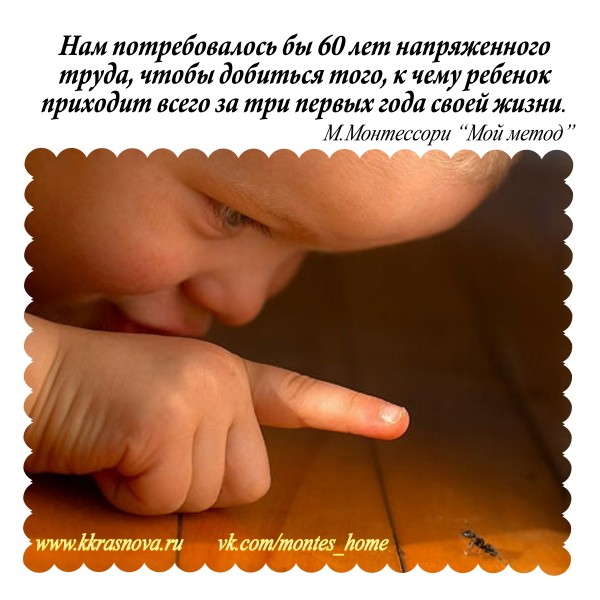 Нам потребовалось бы 60 лет напряженного
труда, чтобы добиться того, к чему ребенок
приходит всего за три первых года своей жизни.
М.Монтессори “Мой метод”
www.kkrasnova.ru vk.com/montes_home